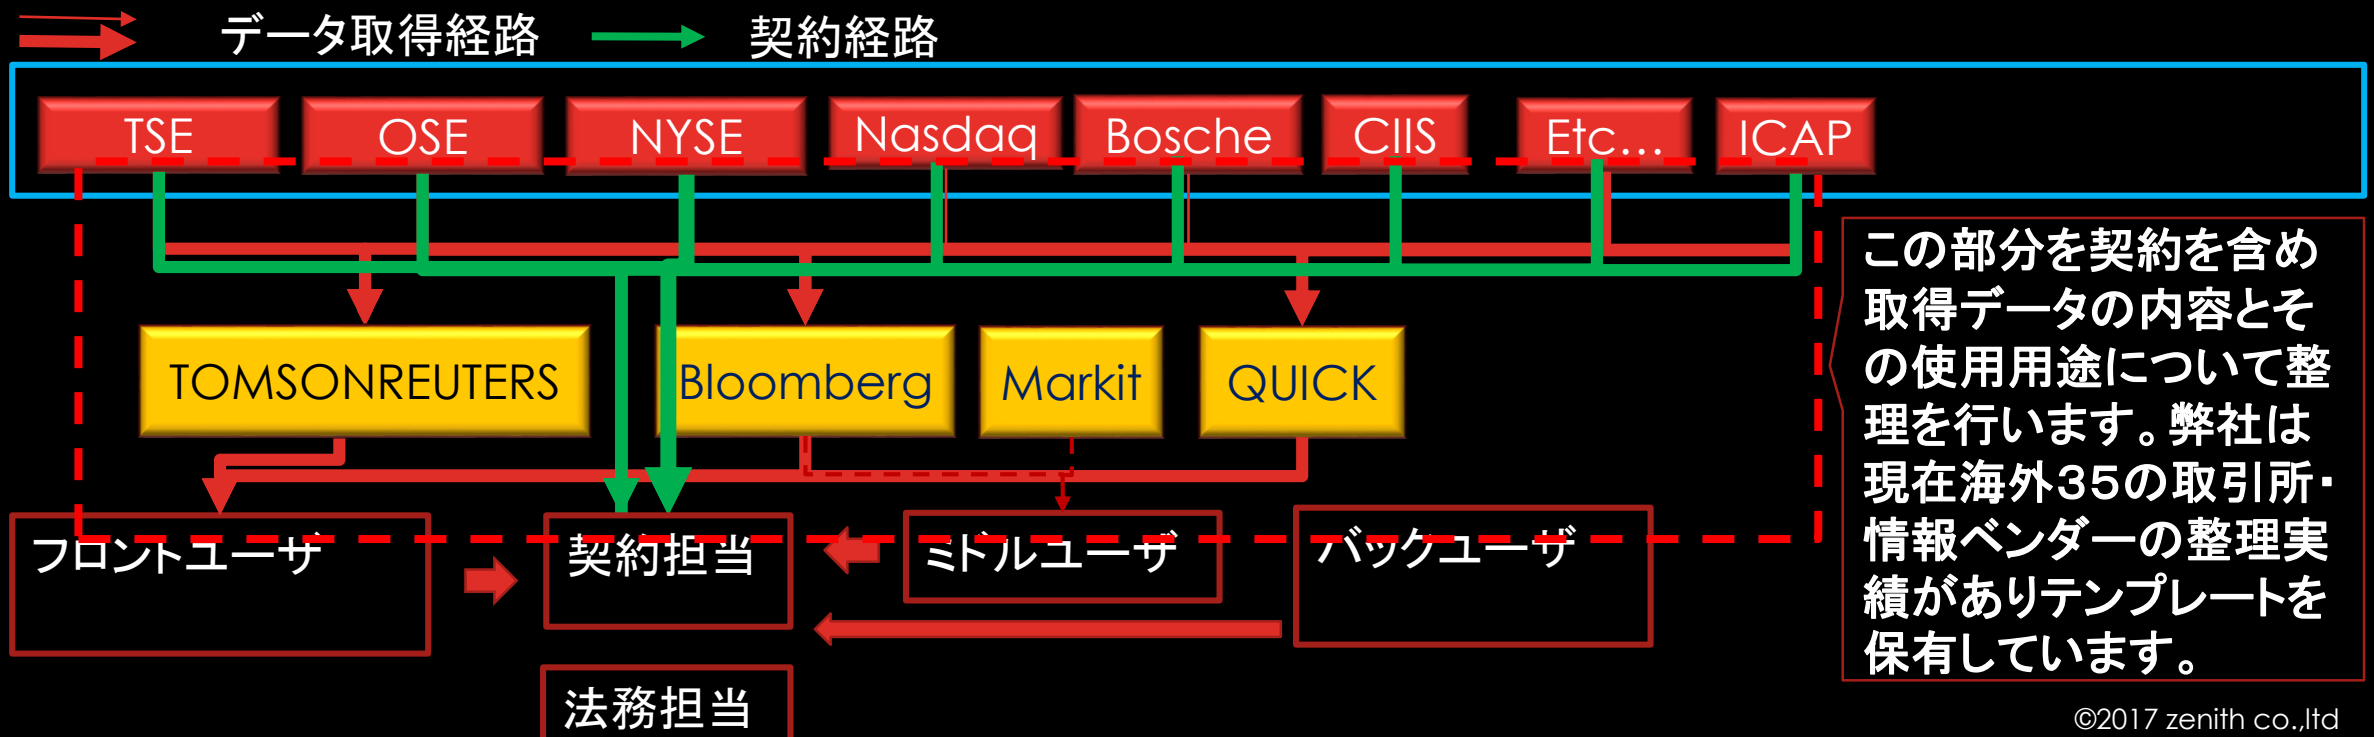 データ取得経路 契約経路
TSE OSE NYSE Nasdaq Bosche CIIS Etc... ICAP
TOMSONREUTERS Bloomberg Markit QUICK
フロントユーザ 契約担当 ミドルユーザ バックユーザ
法務担当
この部分を契約を含め
取得データの内容とそ
の使用用途について整
理を行います。弊社は
現在海外35の取引所・
情報ベンダーの整理実
績がありテンプレートを
保有しています。
©2017 zenith co.,ltd